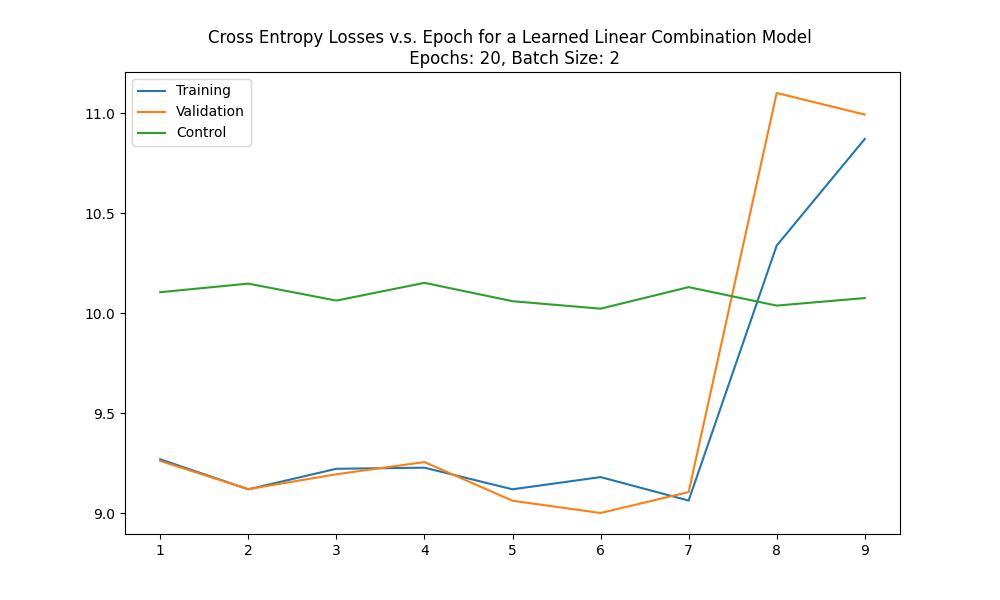 Cross Entropy Losses v.s. Epoch for a Learned Linear Combination Model
Epochs: 20, Batch Size: 2
Training
Validation
Control
11.0
10.5
10.0
9.5
9.0
1 2 3 4 5 6 7 8 9